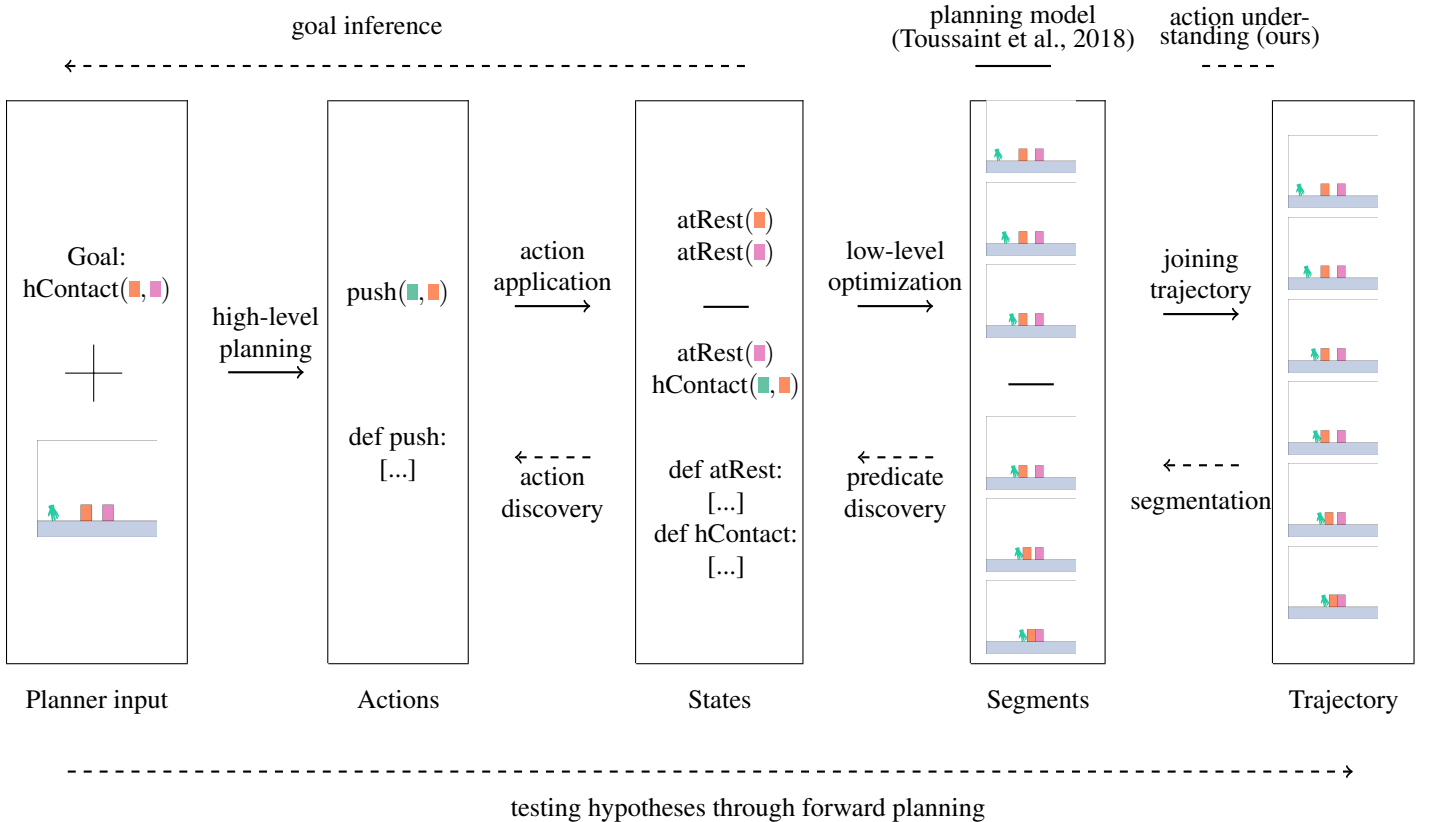 goal inference
planning model
(Toussaint et al., 2018)
action under-
standing (ours)
Goal:
hContact( , )
high-level
planning
push( , )
def push:
[...]
action
application
action
discovery
atRest( )
atRest( )
atRest( )
hContact( , )
def atRest:
[...]
def hContact:
[...]
low-level
optimization
predicate
discovery
joining
trajectory
segmentation
Planner input
Actions
States
Segments
Trajectory
testing hypotheses through forward planning